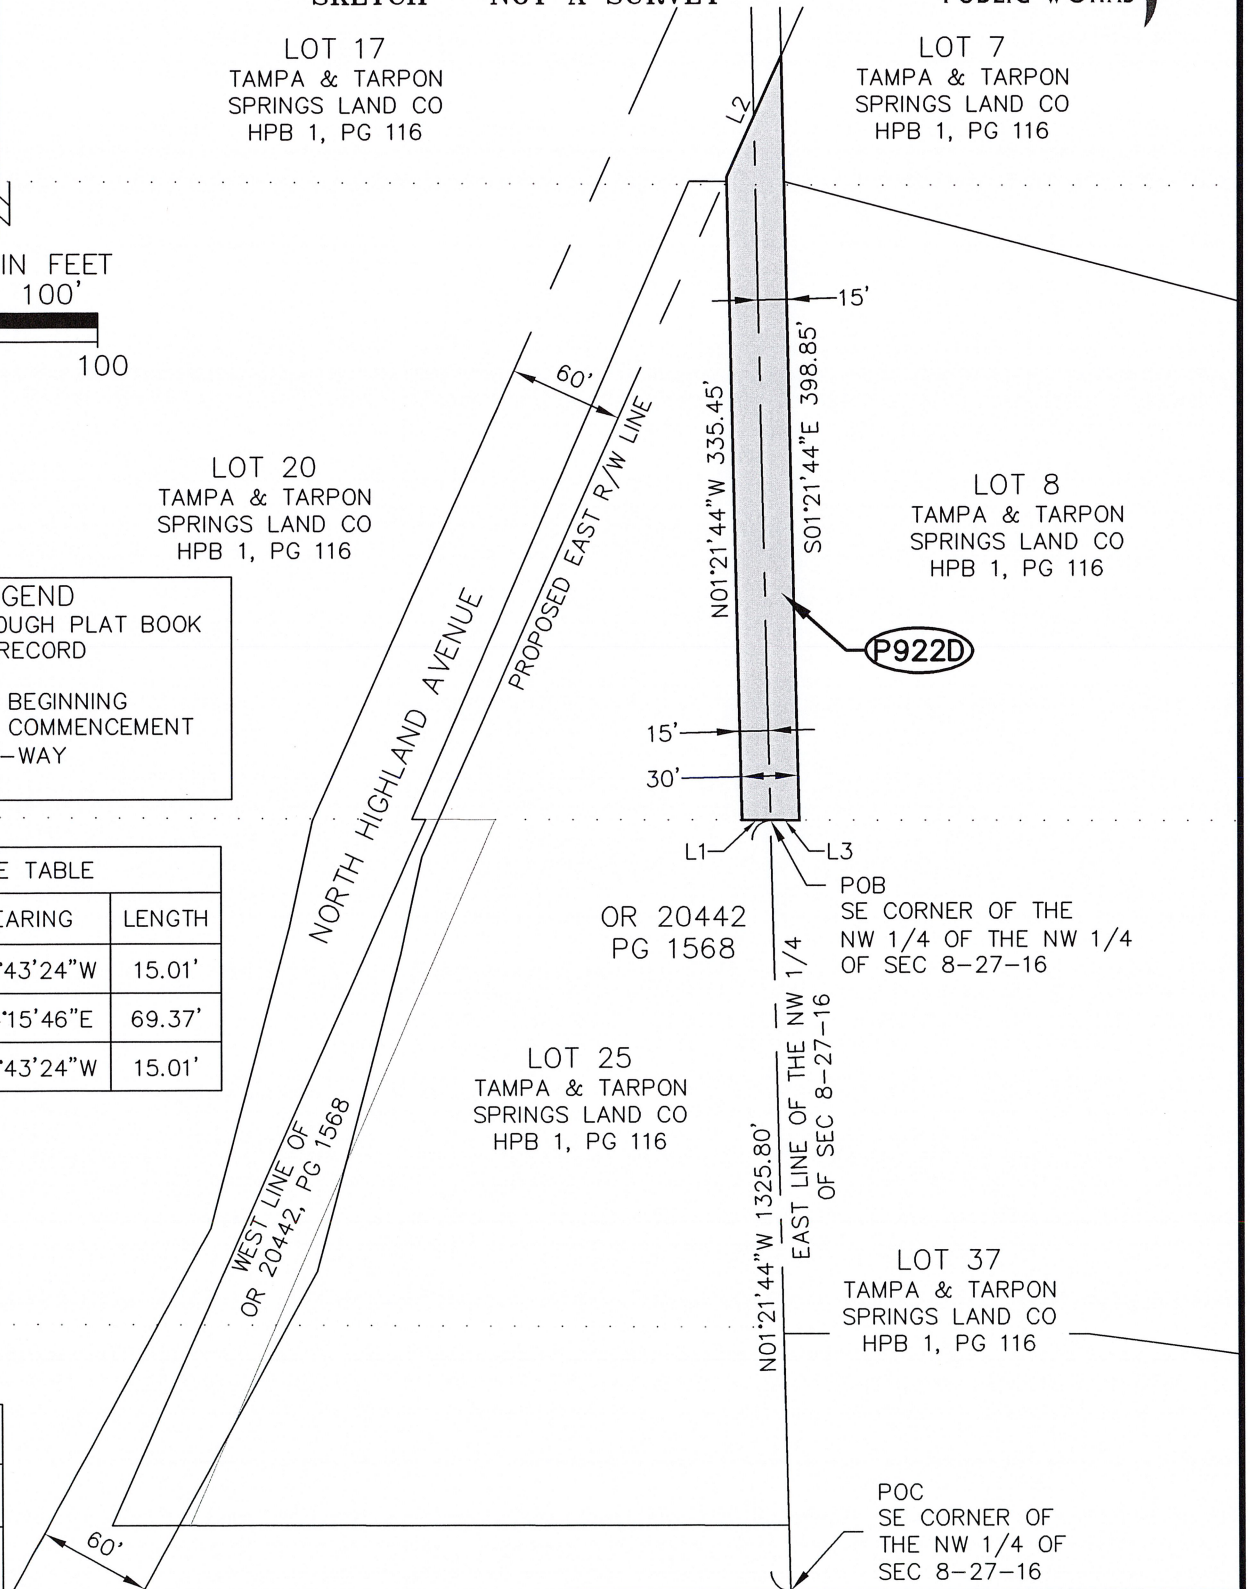 SKETCH - NOT A SURVEY
PUBLIC WORKS
LOT 17
TAMPA & TARPON
SPRINGS LAND CO
HPB 1, PG 116
LOT 7
TAMPA & TARPON
SPRINGS LAND CO
HPB 1, PG 116
L2
IN FEET
100'
100
15'
60'
N01°21'44"W 335.45'
S01°21'44"E 398.85'
PROPOSED EAST R/W LINE
LOT 20
TAMPA & TARPON
SPRINGS LAND CO
HPB 1, PG 116
LOT 8
TAMPA & TARPON
SPRINGS LAND CO
HPB 1, PG 116
GEND
OUGH PLAT BOOK
RECORD
BEGINNING
COMMENCEMENT
-WAY
NORTH HIGHLAND AVENUE
P922D
15'
30'
L1
L3
POB
SE CORNER OF THE
NW 1/4 OF THE NW 1/4
OF SEC 8-27-16
E TABLE
EARING LENGTH
°43'24"W 15.01'
°15'46"E 69.37'
°43'24"W 15.01'
OR 20442
PG 1568
LOT 25
TAMPA & TARPON
SPRINGS LAND CO
HPB 1, PG 116
WEST LINE OF
OR 20442, PG 1568
N01°21'44"W 1325.80'
EAST LINE OF THE NW 1/4
OF SEC 8-27-16
LOT 37
TAMPA & TARPON
SPRINGS LAND CO
HPB 1, PG 116
60'
POC
SE CORNER OF
THE NW 1/4 OF
SEC 8-27-16